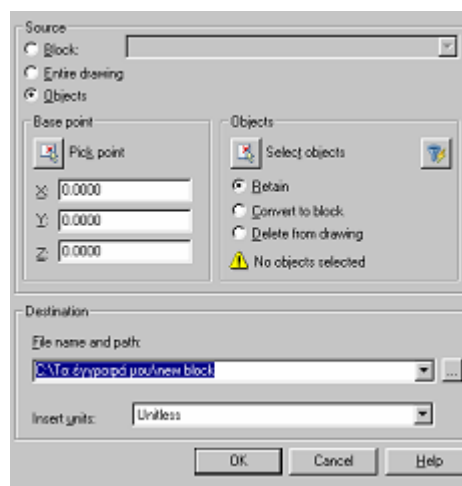 Source
Block:
Entire drawing
Objects
Base point
Pick point
X: 0.0000
Y: 0.0000
Z: 0.0000
Objects
Select objects
Retain
Convert to block
Delete from drawing
No objects selected
Destination
File name and path:
C:\Τα έγγραφά μου\new block
...
Insert units: Unitless
OK Cancel Help